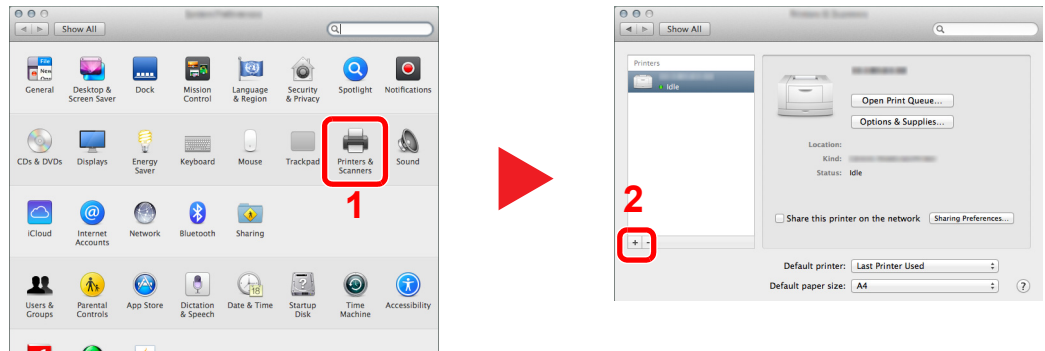 Show All
General
Desktop &
Screen Saver
Dock
Mission
Control
Language
& Region
Security
& Privacy
Spotlight
Notifications
CDs & DVDs
Displays
Energy
Saver
Keyboard
Mouse
Trackpad
Printers &
Scanners
Sound
1
iCloud
Internet
Accounts
Network
Bluetooth
Sharing
Users &
Groups
Parental
Controls
App Store
Dictation
& Speech
Date & Time
Startup
Disk
Time
Machine
Accessibility
File
New
18
Show All
Printers
Idle
Open Print Queue...
Options & Supplies...
Location:
Kind:
Status: Idle
2
Share this printer on the network Sharing Preferences...
+ -
Default printer: Last Printer Used
Default paper size: A4
?